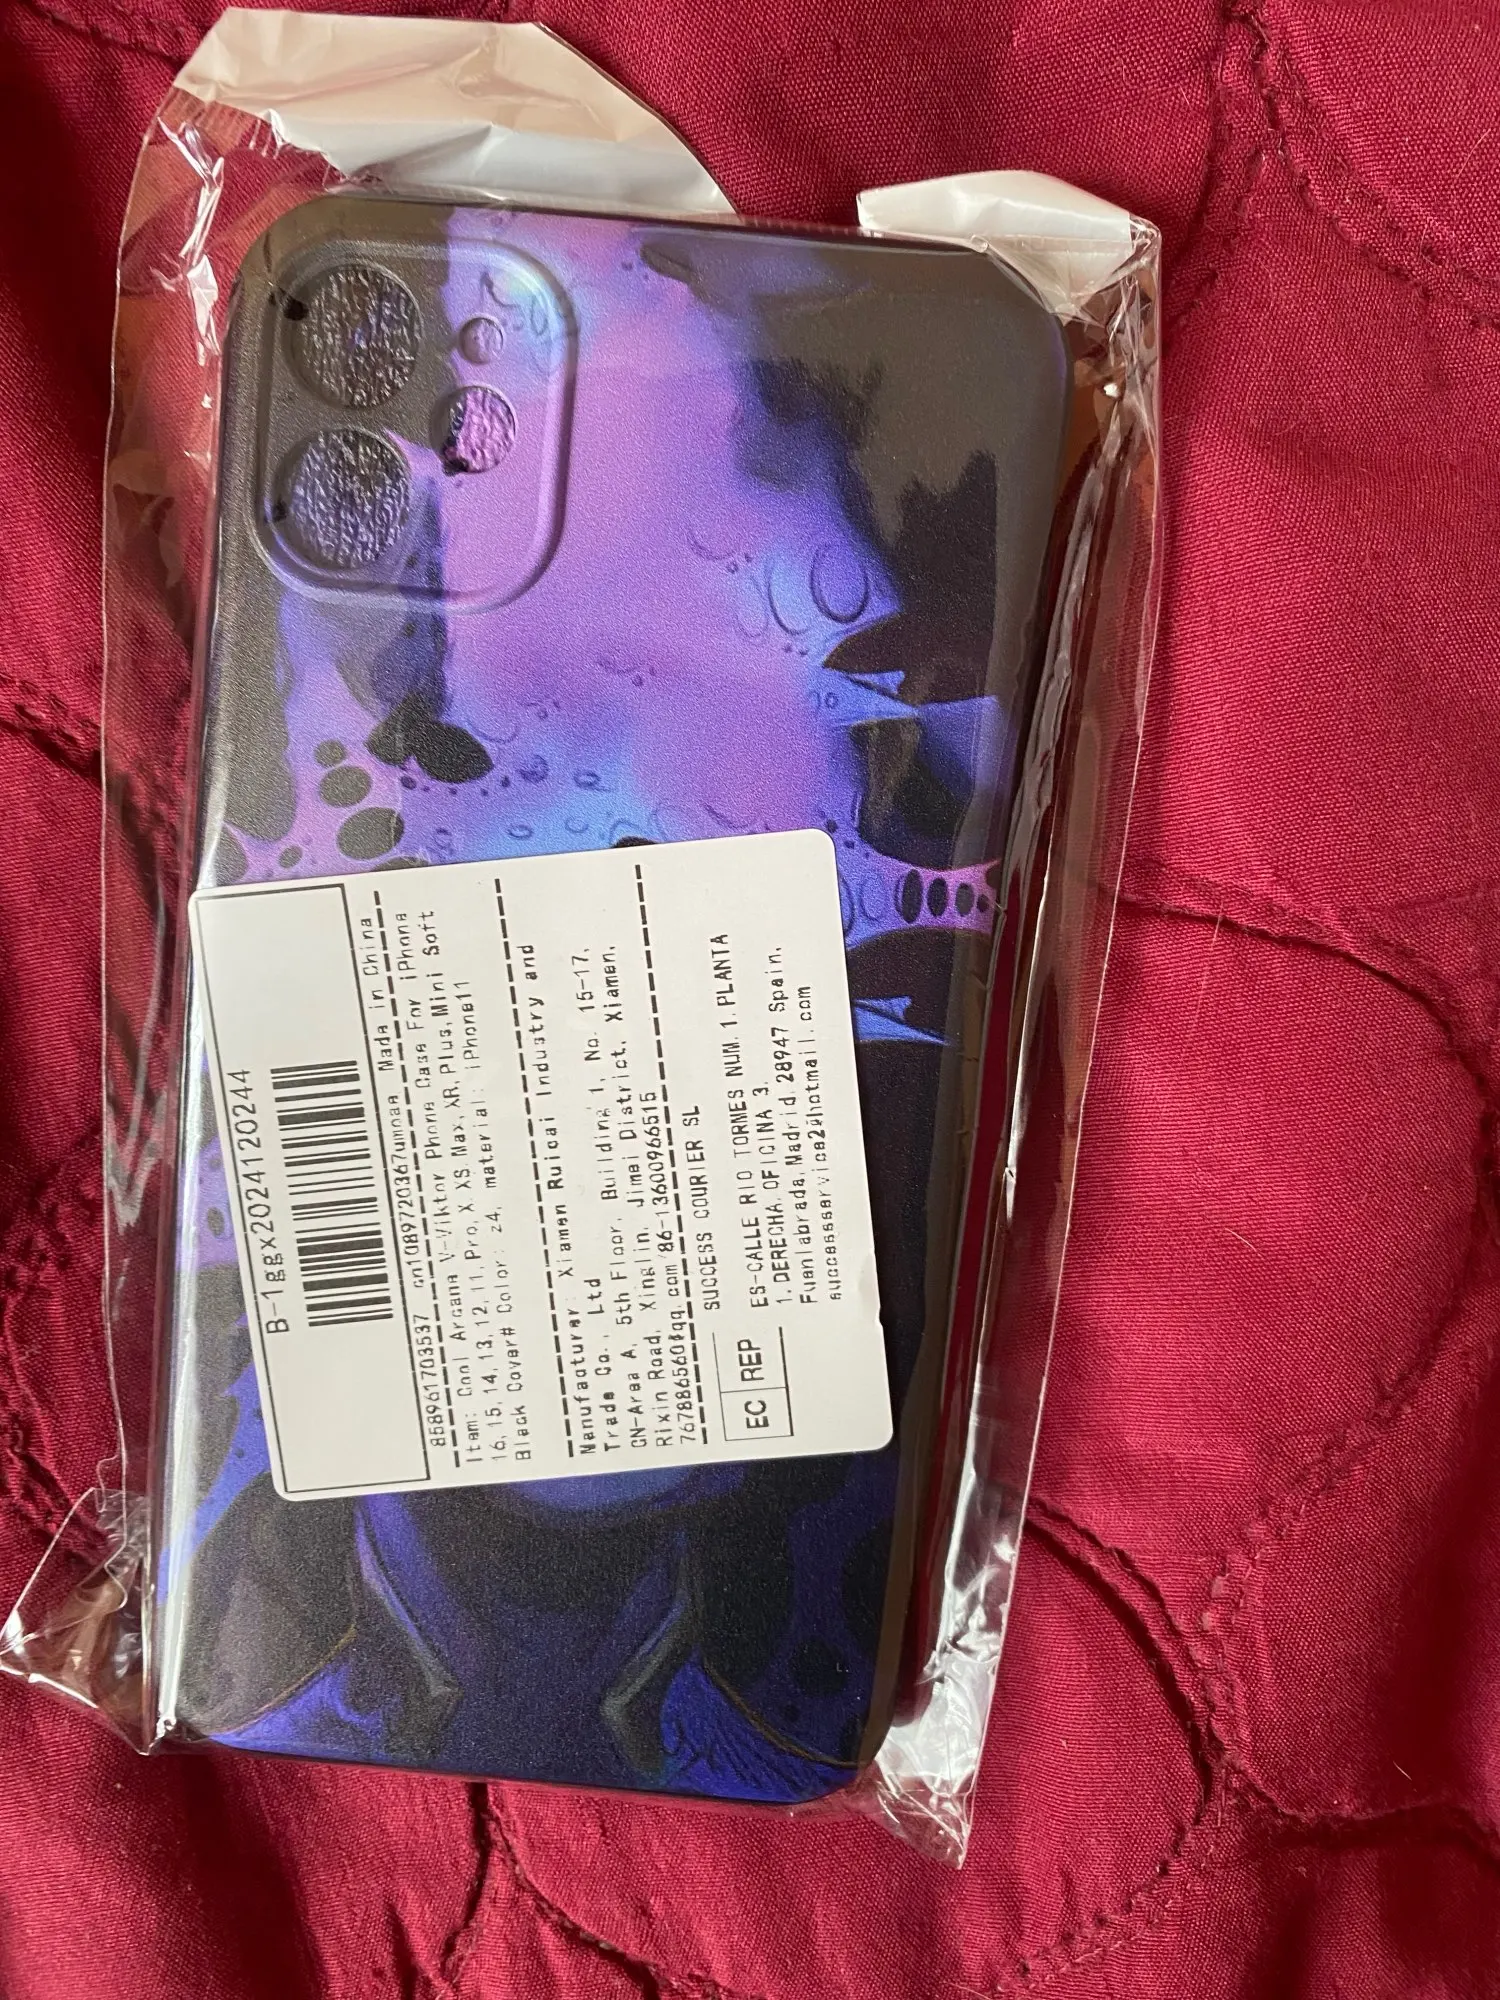 B-1ggx2024120244
858961703537 cn1089720367umnaa Made in China
Item: Cool Arcana V-Viktor Phone Case For iPhone
16, 15, 14, 13, 12, 11, Pro, X, XS, Max, XR, Plus, Mini Soft
Black Cover# Color: z4, material: iPhone11
Manufacturer: Xiamen Ruicai Industry and
Trade Co., Ltd
CN-Area A, 5th Floor, Building 1, No. 15-17,
Rixin Road, Xinglin, Jimei District, Xiamen,
767886560@qq.com 86-13600966515
SUCCESS COURIER SL
EC REP
ES-CALLE RIO TORMES NUM. 1, PLANTA
1, DERECHA, OFICINA 3,
Fuenlabrada, Madrid, 28947 Spain,
successservice2@hotmail.com